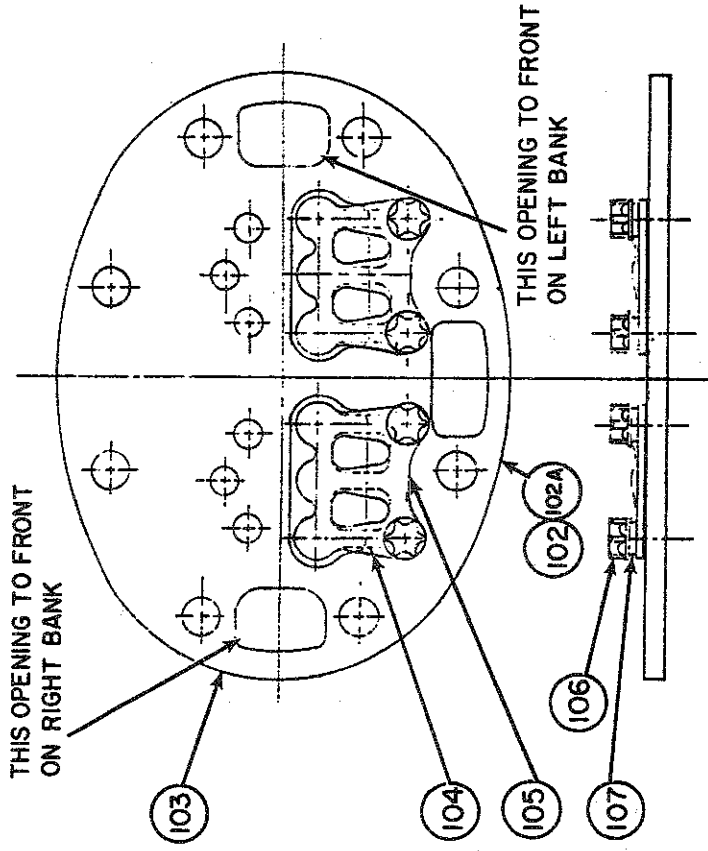 THIS OPENING TO FRONT
ON RIGHT BANK
THIS OPENING TO FRONT
ON LEFT BANK
103
104
105
102
102A
106
107